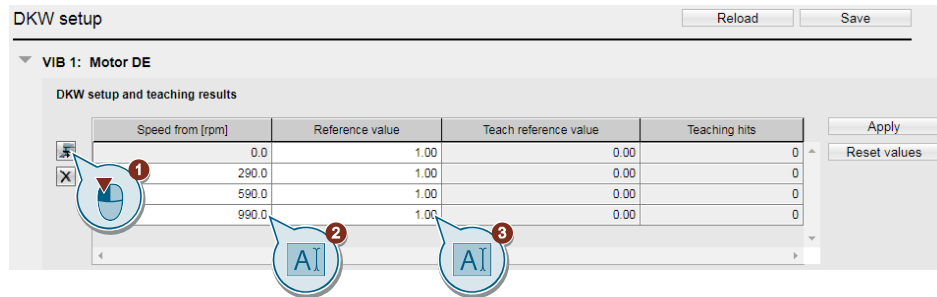 DKW setup Reload Save
VIB 1: Motor DE
DKW setup and teaching results
Speed from [rpm] Reference value Teach reference value Teaching hits Apply
0.0 1.00 0.00 0 Reset values
1
290.0 1.00 0.00 0
590.0 1.00 0.00 0
990.0 1.00 0.00 0
2 3
A A